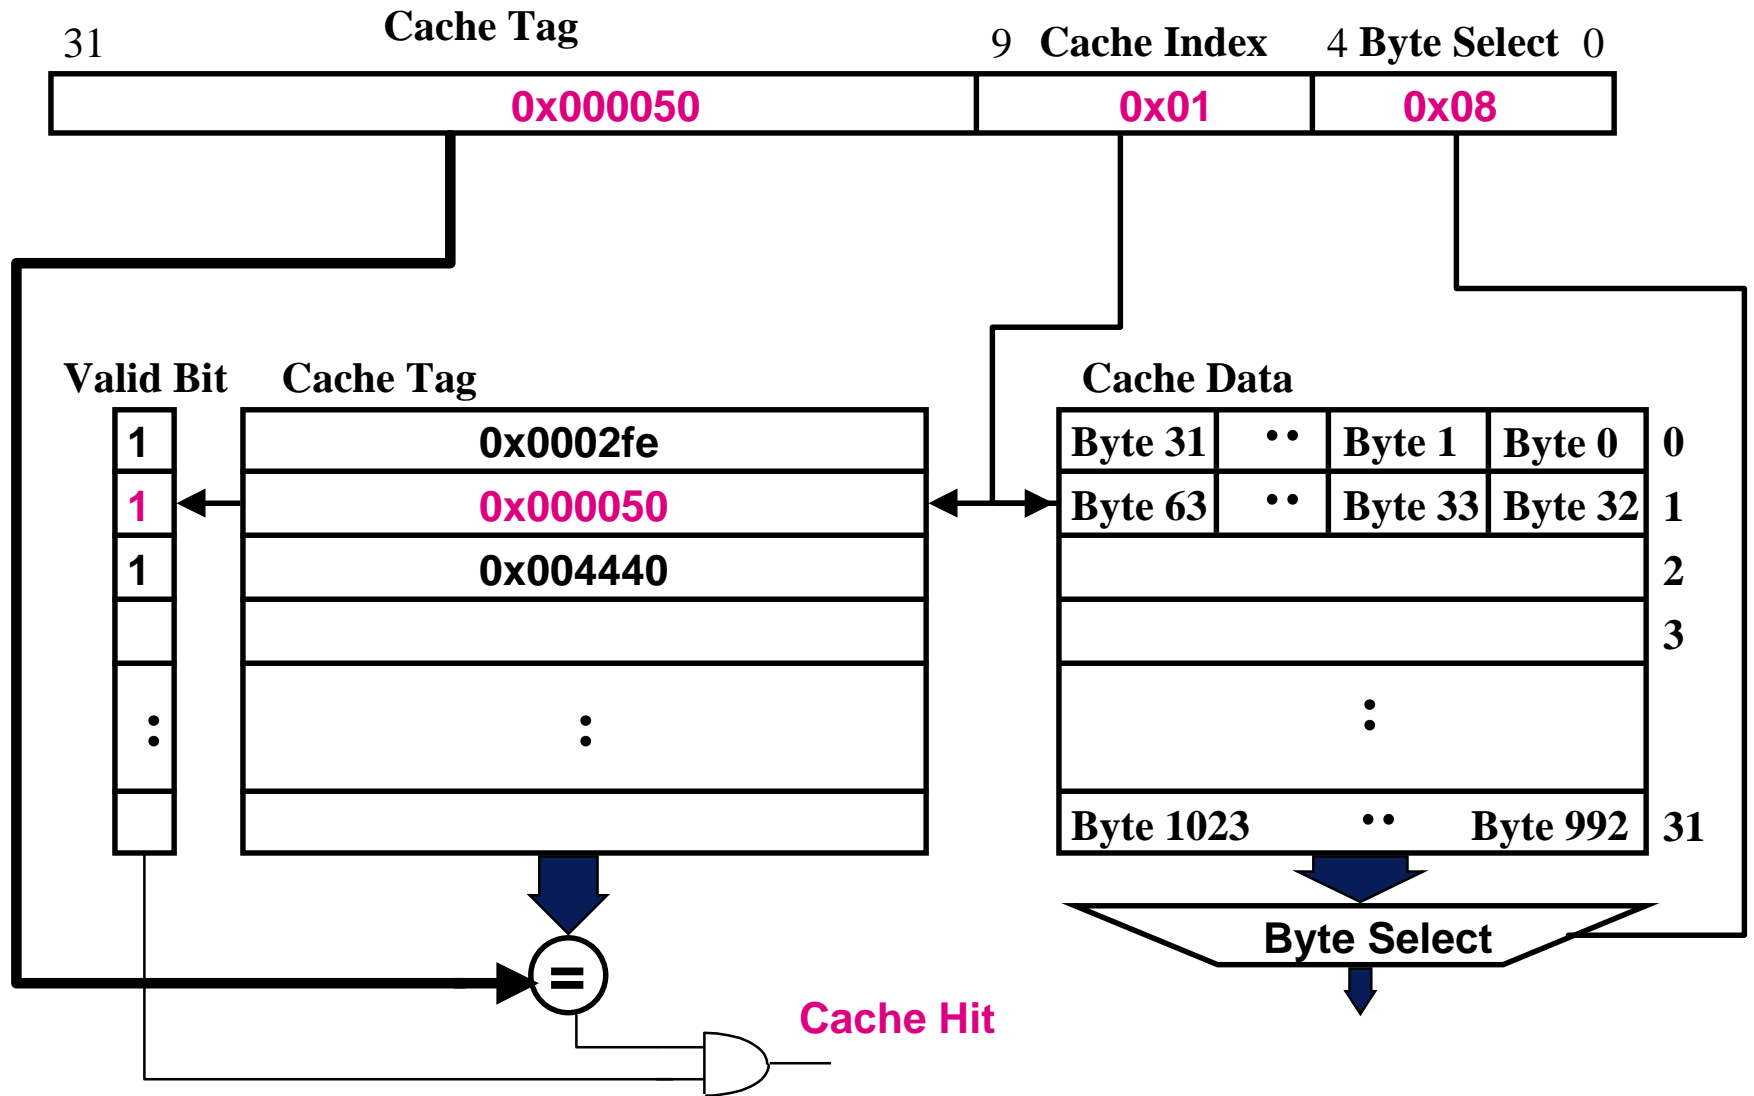 31 Cache Tag 9 Cache Index 4 Byte Select 0
0x000050 0x01 0x08
Valid Bit Cache Tag Cache Data
1 0x0002fe Byte 31 ·· Byte 1 Byte 0 0
1 0x000050 Byte 63 ·· Byte 33 Byte 32 1
1 0x004440 2
3
: : :
Byte 1023 ·· Byte 992 31
Byte Select
=
Cache Hit